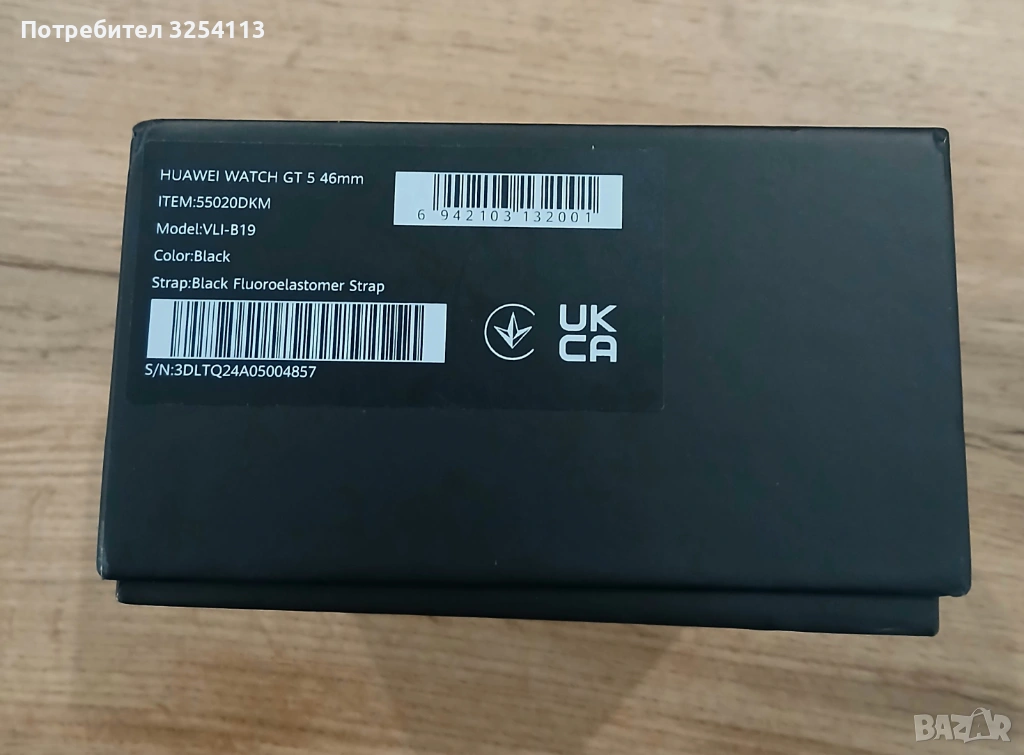 Потребител 3254113
HUAWEI WATCH GT 5 46mm
ITEM:55020DKM
Model:VLI-B19
Color:Black
Strap:Black Fluoroelastomer Strap
S/N:3DLTQ24A05004857
6 942103 132001
UK
CA
BAZAR